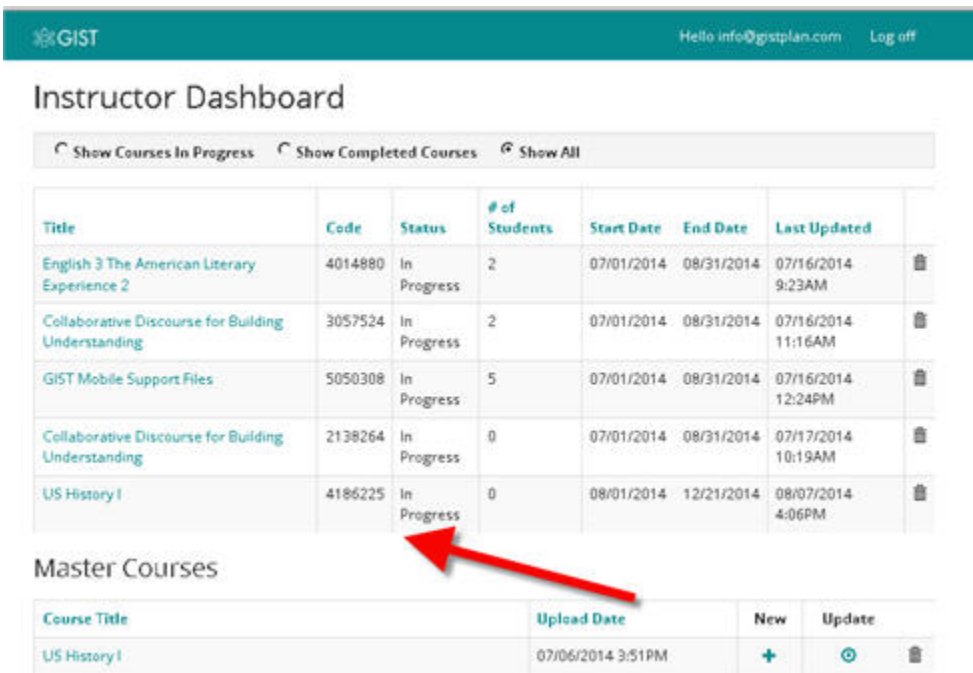 GIST Hello info@gistplan.com Log off
Instructor Dashboard
Show Courses In Progress Show Completed Courses Show All
# of
Title Code Status Students Start Date End Date Last Updated
English 3 The American Literary 4014880 In 2 07/01/2014 08/31/2014 07/16/2014
Experience 2 Progress 9:23AM
Collaborative Discourse for Building 3057524 In 2 07/01/2014 08/31/2014 07/16/2014
Understanding Progress 11:16AM
GIST Mobile Support Files 5050308 In 5 07/01/2014 08/31/2014 07/16/2014
Progress 12:24PM
Collaborative Discourse for Building 2138264 In 0 07/01/2014 08/31/2014 07/17/2014
Understanding Progress 10:19AM
US History I 4186225 In 0 08/01/2014 12/21/2014 08/07/2014
Progress 4:06PM
Master Courses
Course Title Upload Date New Update
US History I 07/06/2014 3:51PM